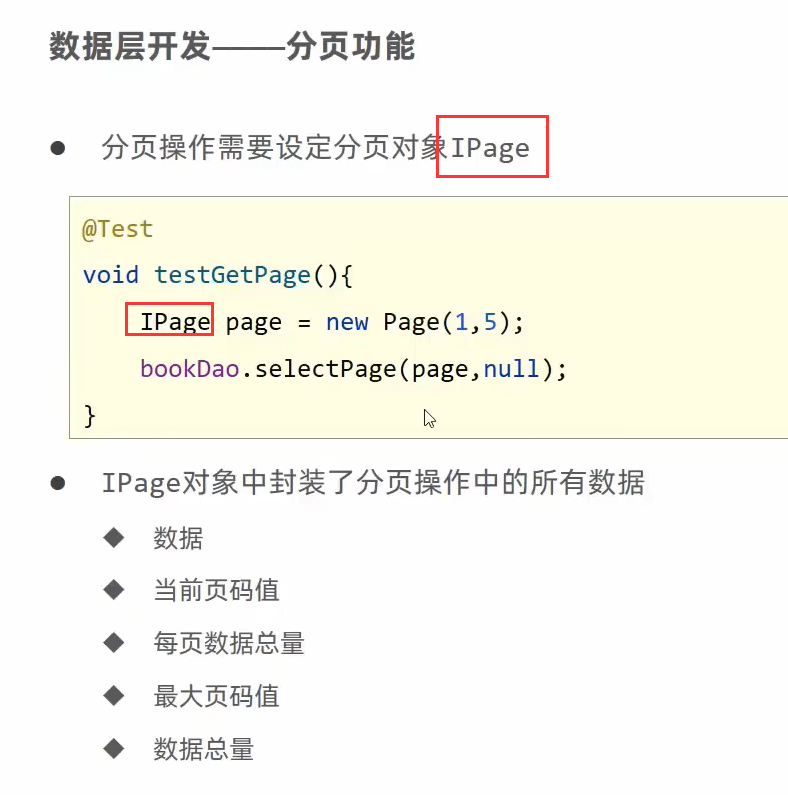 数据层开发——分页功能
● 分页操作需要设定分页对象IPage
@Test
void testGetPage(){
    IPage page = new Page(1,5);
    bookDao.selectPage(page,null);
}
● IPage对象中封装了分页操作中的所有数据
◆ 数据
◆ 当前页码值
◆ 每页数据总量
◆ 最大页码值
◆ 数据总量